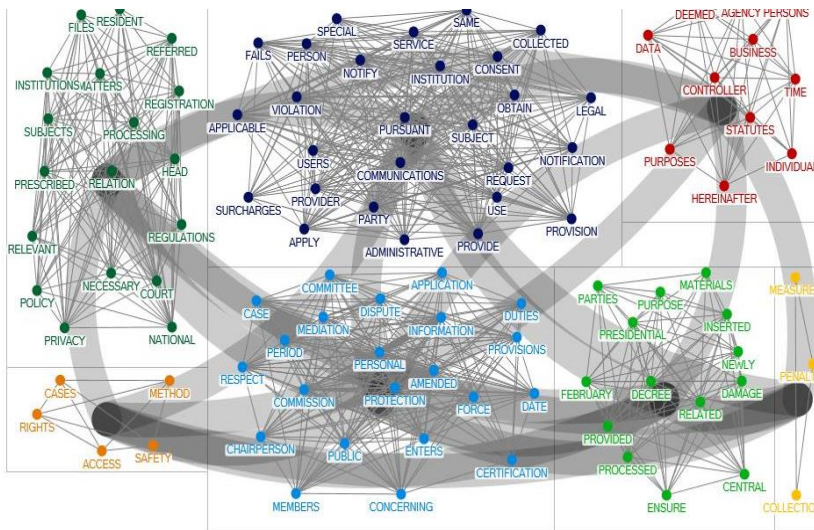 FILES
RESIDENT
REFERRED
INSTITUTIONS
MATTERS
REGISTRATION
SUBJECTS
PROCESSING
PRESCRIBED
RELATION
HEAD
RELEVANT
REGULATIONS
POLICY
NECESSARY
COURT
PRIVACY
NATIONAL
SAME
SPECIAL
SERVICE
COLLECTED
FAILS
PERSON
NOTIFY
INSTITUTION
CONSENT
VIOLATION
OBTAIN
LEGAL
APPLICABLE
PURSUANT
SUBJECT
USERS
COMMUNICATIONS
REQUEST
NOTIFICATION
SURCHARGES
PROVIDER
PARTY
USE
APPLY
ADMINISTRATIVE
PROVIDE
PROVISION
DEEMED
AGENCY
PERSONS
DATA
BUSINESS
CONTROLLER
TIME
STATUTES
PURPOSES
INDIVIDUAL
HEREINAFTER
CASES
METHOD
RIGHTS
ACCESS
SAFETY
COMMITTEE
APPLICATION
CASE
DISPUTE
DUTIES
MEDIATION
INFORMATION
PERIOD
PERSONAL
PROVISIONS
RESPECT
AMENDED
COMMISSION
PROTECTION
FORCE
DATE
CHAIRPERSON
PUBLIC
ENTERS
CERTIFICATION
MEMBERS
CONCERNING
MATERIALS
PARTIES
PURPOSE
PRESIDENTIAL
INSERTED
NEWLY
FEBRUARY
DECREE
DAMAGE
RELATED
PROVIDED
PROCESSED
CENTRAL
ENSURE
MEASURE
PENAL
COLLECTIO